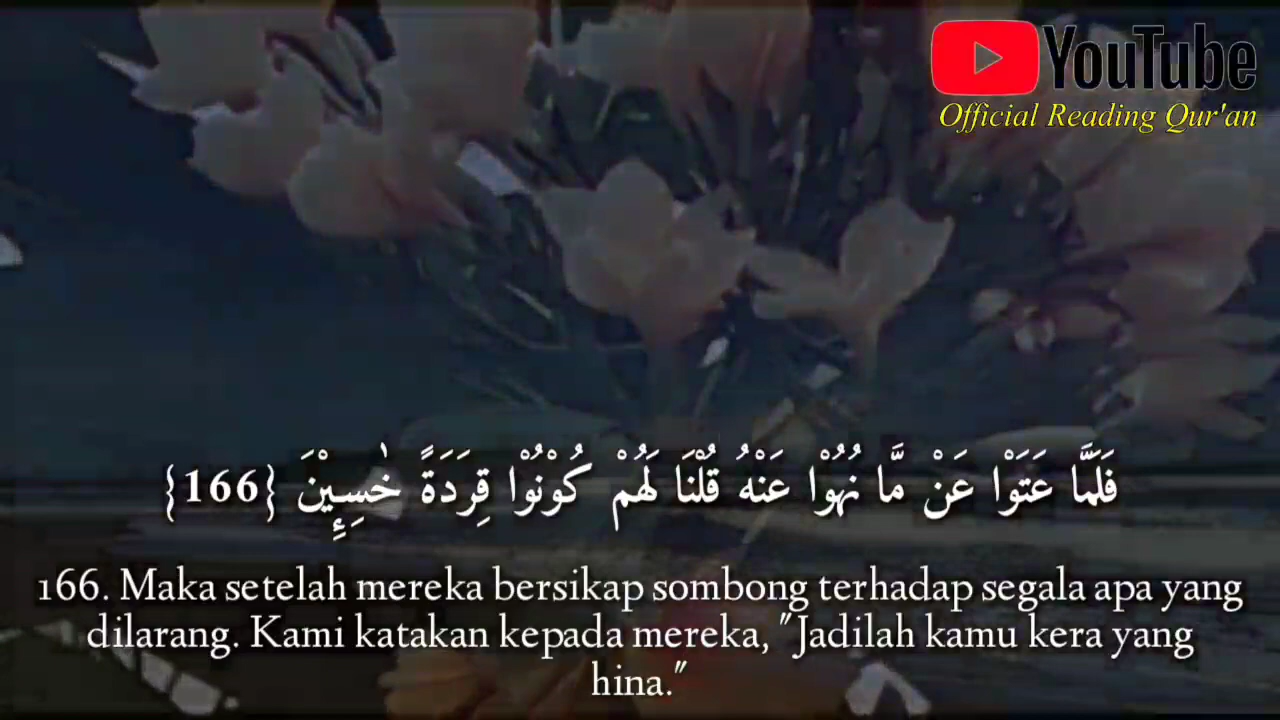 YouTube
Official Reading Qur'an
فَلَمَّا عَتَوْا عَنْ مَّا نُهُوْا عَنْهُ قُلْنَا لَهُمْ كُوْنُوْا قِرَدَةً خٰسِـِٕيْنَ {166}
166. Maka setelah mereka bersikap sombong terhadap segala apa yang
dilarang. Kami katakan kepada mereka, "Jadilah kamu kera yang
hina."